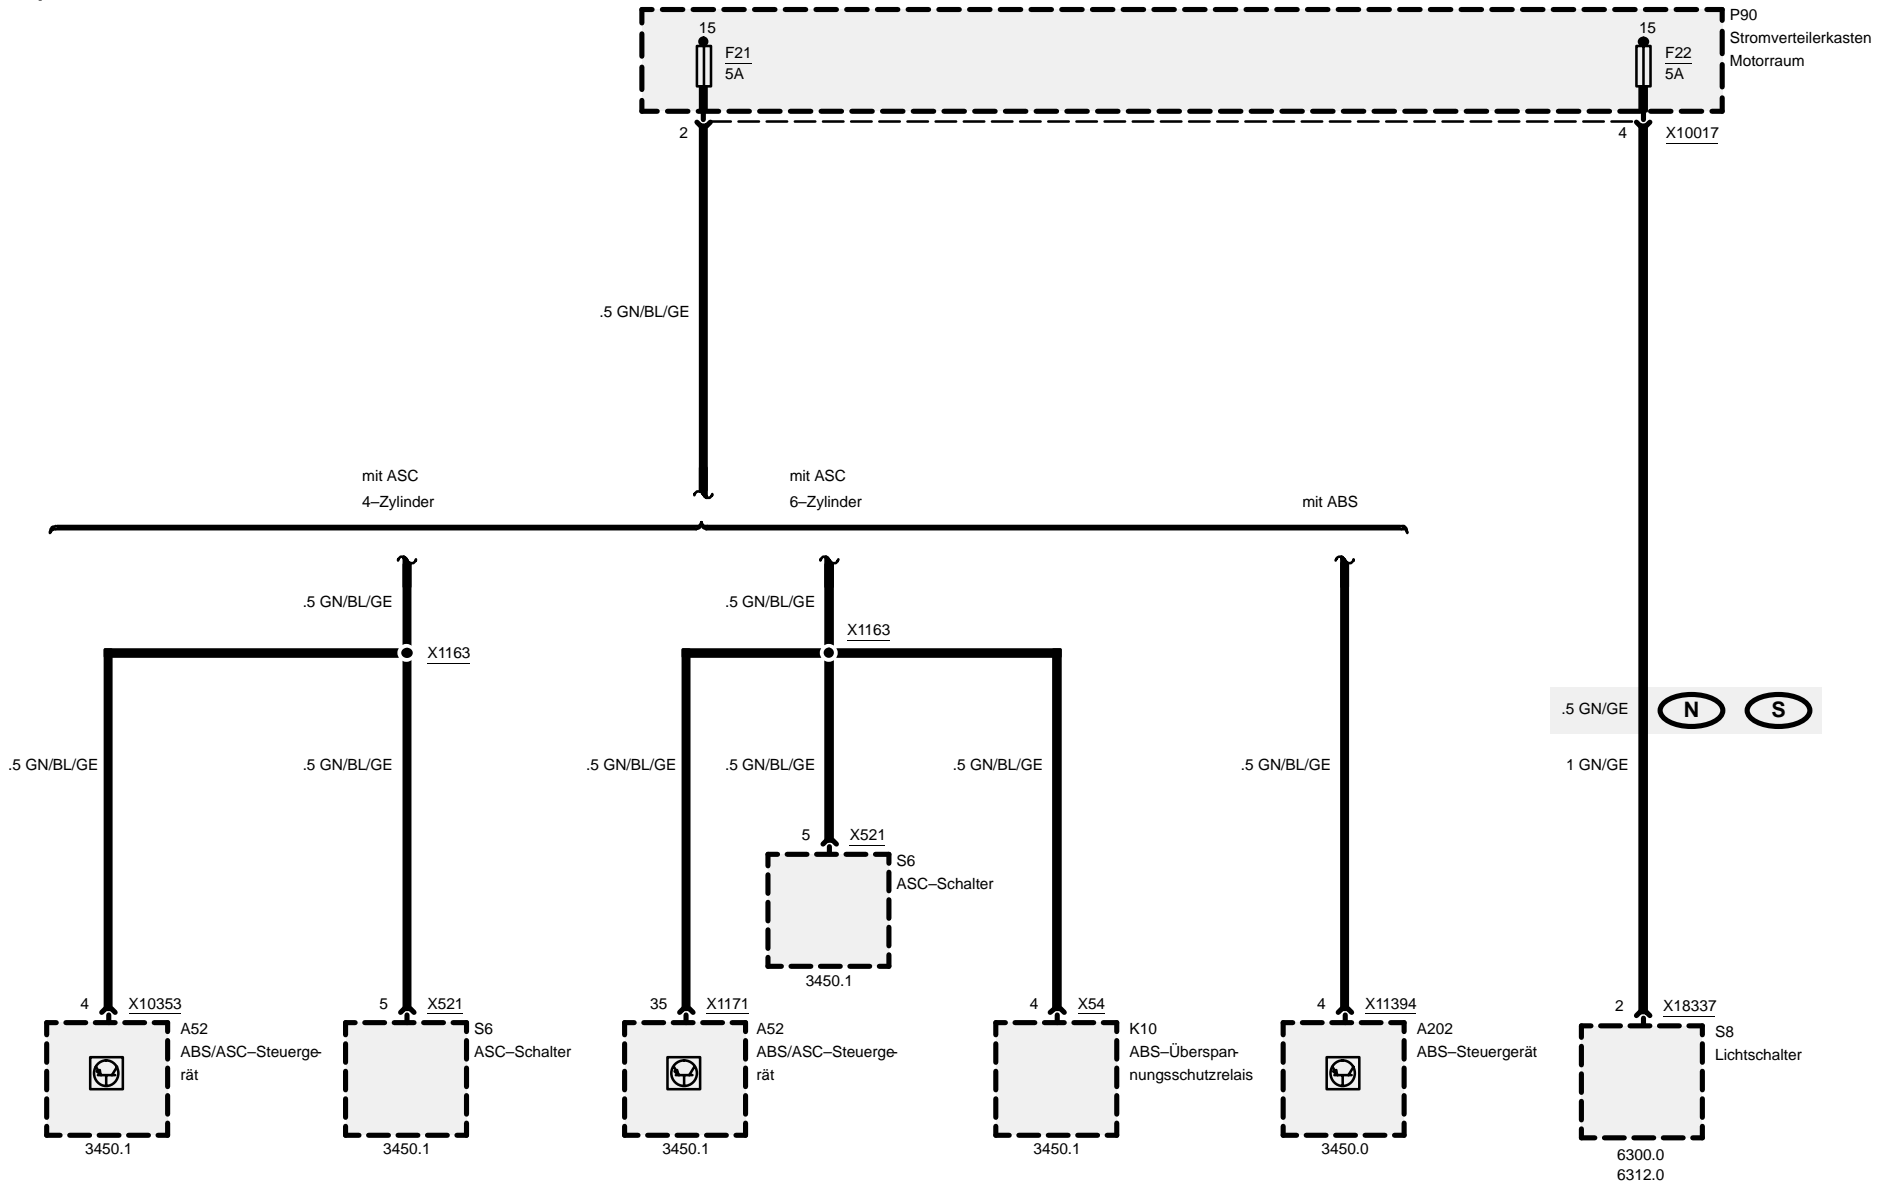 P90
Stromverteilerkasten
Motorraum
15
F21
5A
15
F22
5A
2
4
X10017
.5 GN/BL/GE
mit ASC
4–Zylinder
mit ASC
6–Zylinder
mit ABS
.5 GN/BL/GE
.5 GN/BL/GE
X1163
X1163
.5 GN/GE
N
S
.5 GN/BL/GE
.5 GN/BL/GE
.5 GN/BL/GE
.5 GN/BL/GE
.5 GN/BL/GE
.5 GN/BL/GE
1 GN/GE
5
X521
S6
ASC–Schalter
3450.1
4
X10353
A52
ABS/ASC–Steuerge-
rät
3450.1
5
X521
S6
ASC–Schalter
3450.1
35
X1171
A52
ABS/ASC–Steuerge-
rät
3450.1
4
X54
K10
ABS–Überspan-
nungsschutzrelais
3450.1
4
X11394
A202
ABS–Steuergerät
3450.0
2
X18337
S8
Lichtschalter
6300.0
6312.0